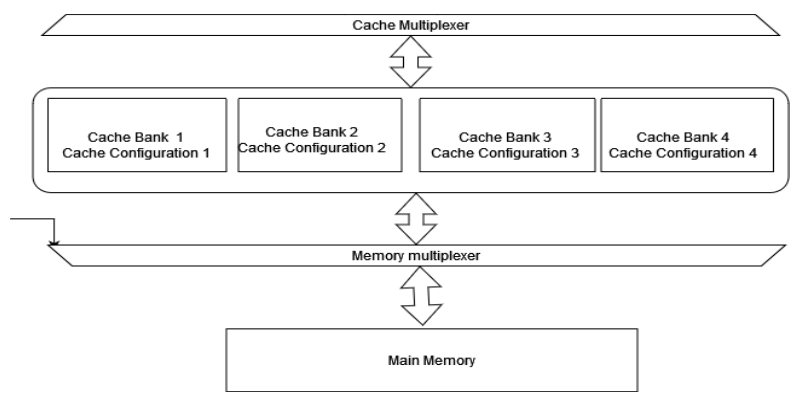 Cache Multiplexer
Cache Bank 1
Cache Configuration 1
Cache Bank 2
Cache Configuration 2
Cache Bank 3
Cache Configuration 3
Cache Bank 4
Cache Configuration 4
Memory multiplexer
Main Memory